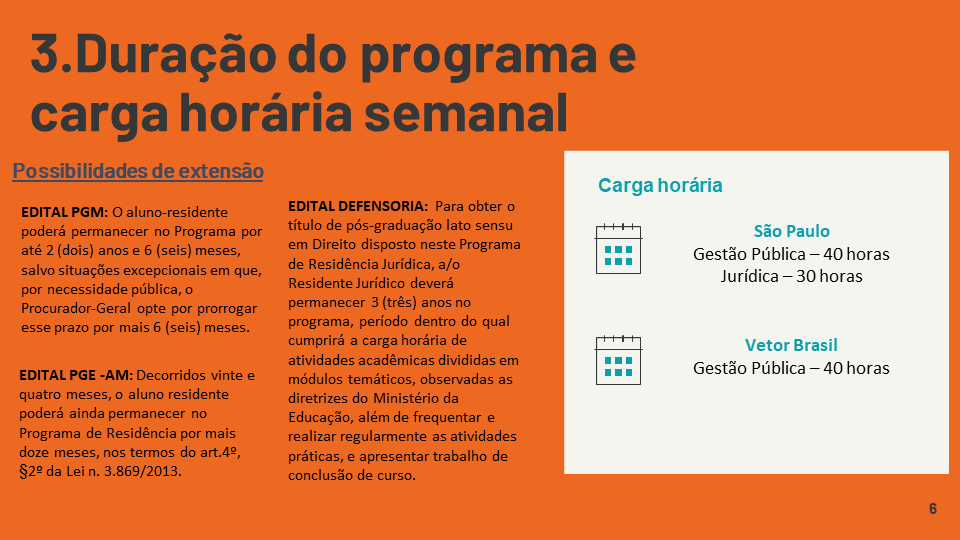 3.Duração do programa e
carga horária semanal
Possibilidades de extensão
EDITAL PGM: O aluno-residente
poderá permanecer no Programa por
até 2 (dois) anos e 6 (seis) meses,
salvo situações excepcionais em que,
por necessidade pública, o
Procurador-Geral opte por prorrogar
esse prazo por mais 6 (seis) meses.
EDITAL PGE -AM: Decorridos vinte e
quatro meses, o aluno residente
poderá ainda permanecer no
Programa de Residência por mais
doze meses, nos termos do art.4º,
§2º da Lei n. 3.869/2013.
EDITAL DEFENSORIA: Para obter o
título de pós-graduação lato sensu
em Direito disposto neste Programa
de Residência Jurídica, a/o
Residente Jurídico deverá
permanecer 3 (três) anos no
programa, período dentro do qual
cumprirá a carga horária de
atividades acadêmicas divididas em
módulos temáticos, observadas as
diretrizes do Ministério da
Educação, além de frequentar e
realizar regularmente as atividades
práticas, e apresentar trabalho de
conclusão de curso.
Carga horária
São Paulo
Gestão Pública – 40 horas
Jurídica – 30 horas
Vetor Brasil
Gestão Pública – 40 horas
6